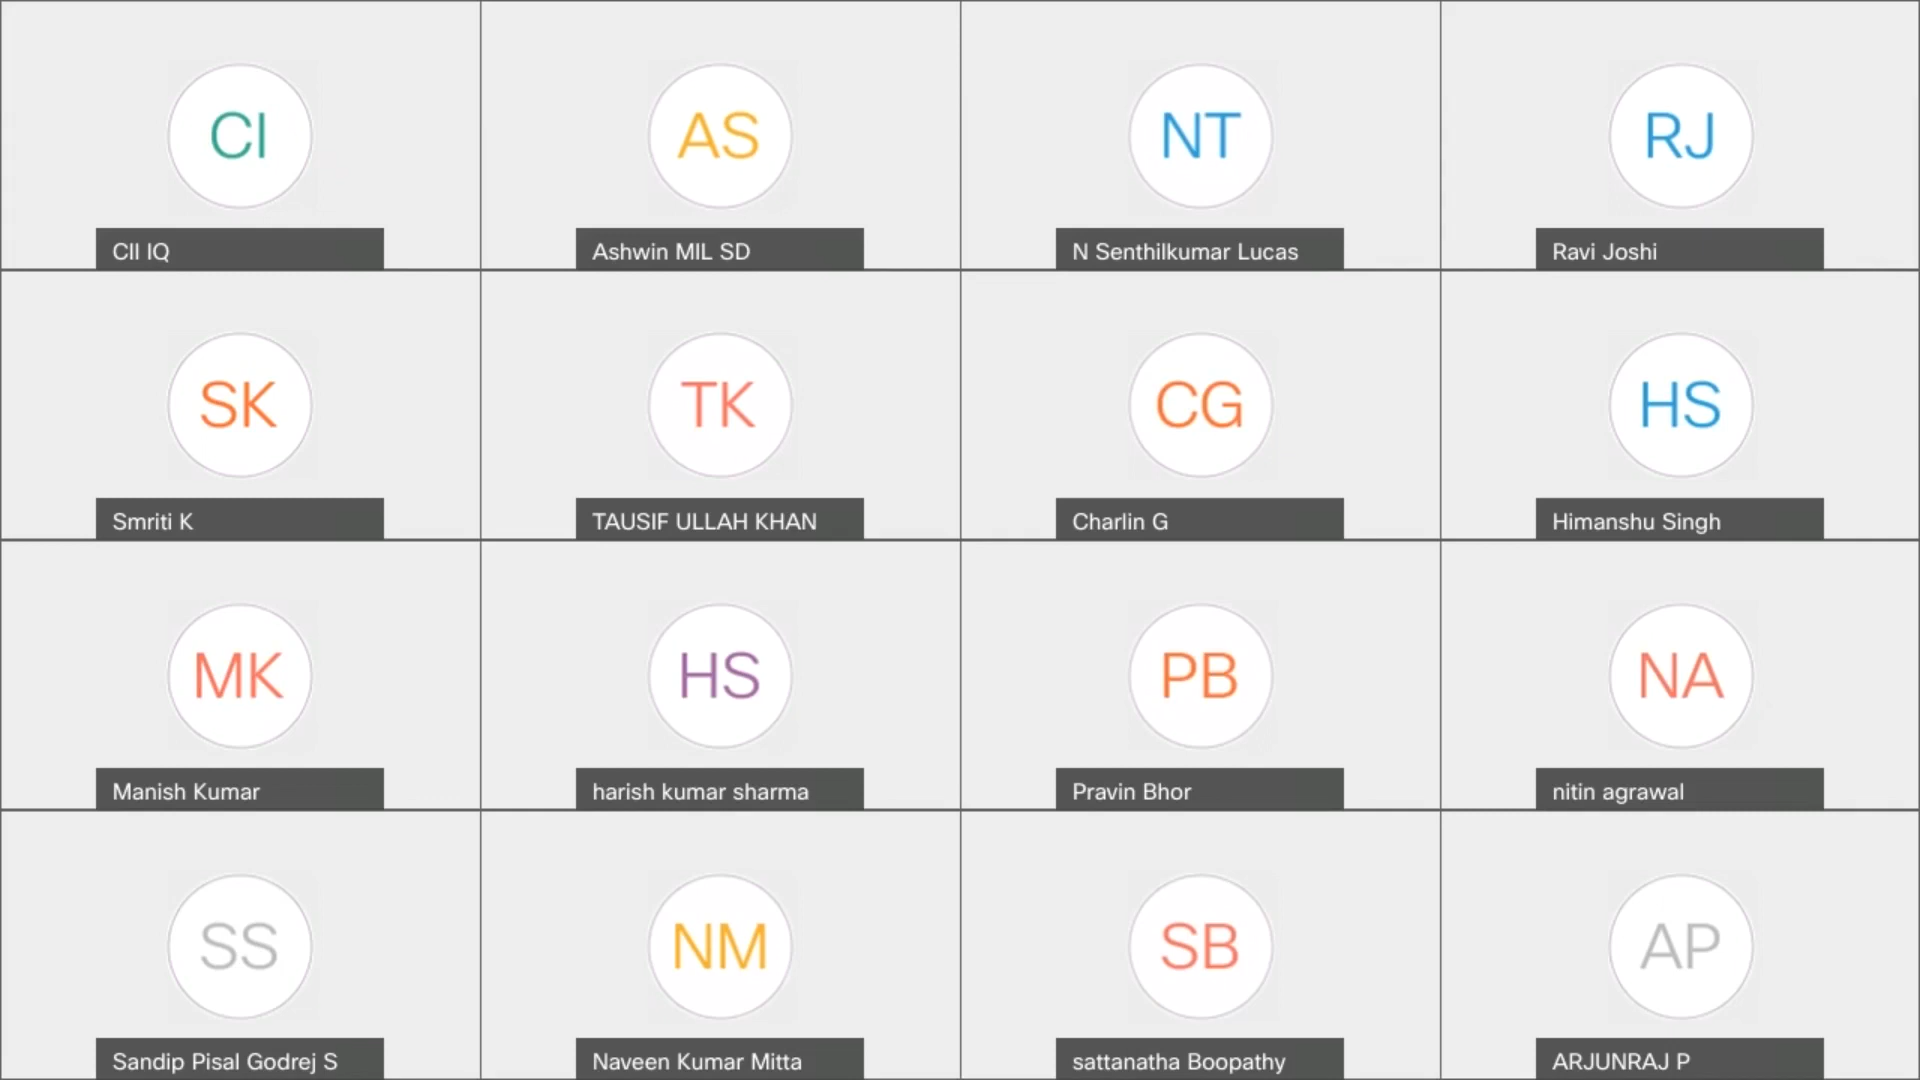 CI
AS
NT
RJ
CII IQ
Ashwin MIL SD
N Senthilkumar Lucas
Ravi Joshi
SK
TK
CG
HS
Smriti K
TAUSIF ULLAH KHAN
Charlin G
Himanshu Singh
MK
HS
PB
NA
Manish Kumar
harish kumar sharma
Pravin Bhor
nitin agrawal
SS
NM
SB
AP
Sandip Pisal Godrej S
Naveen Kumar Mitta
sattanatha Boopathy
ARJUNRAJ P